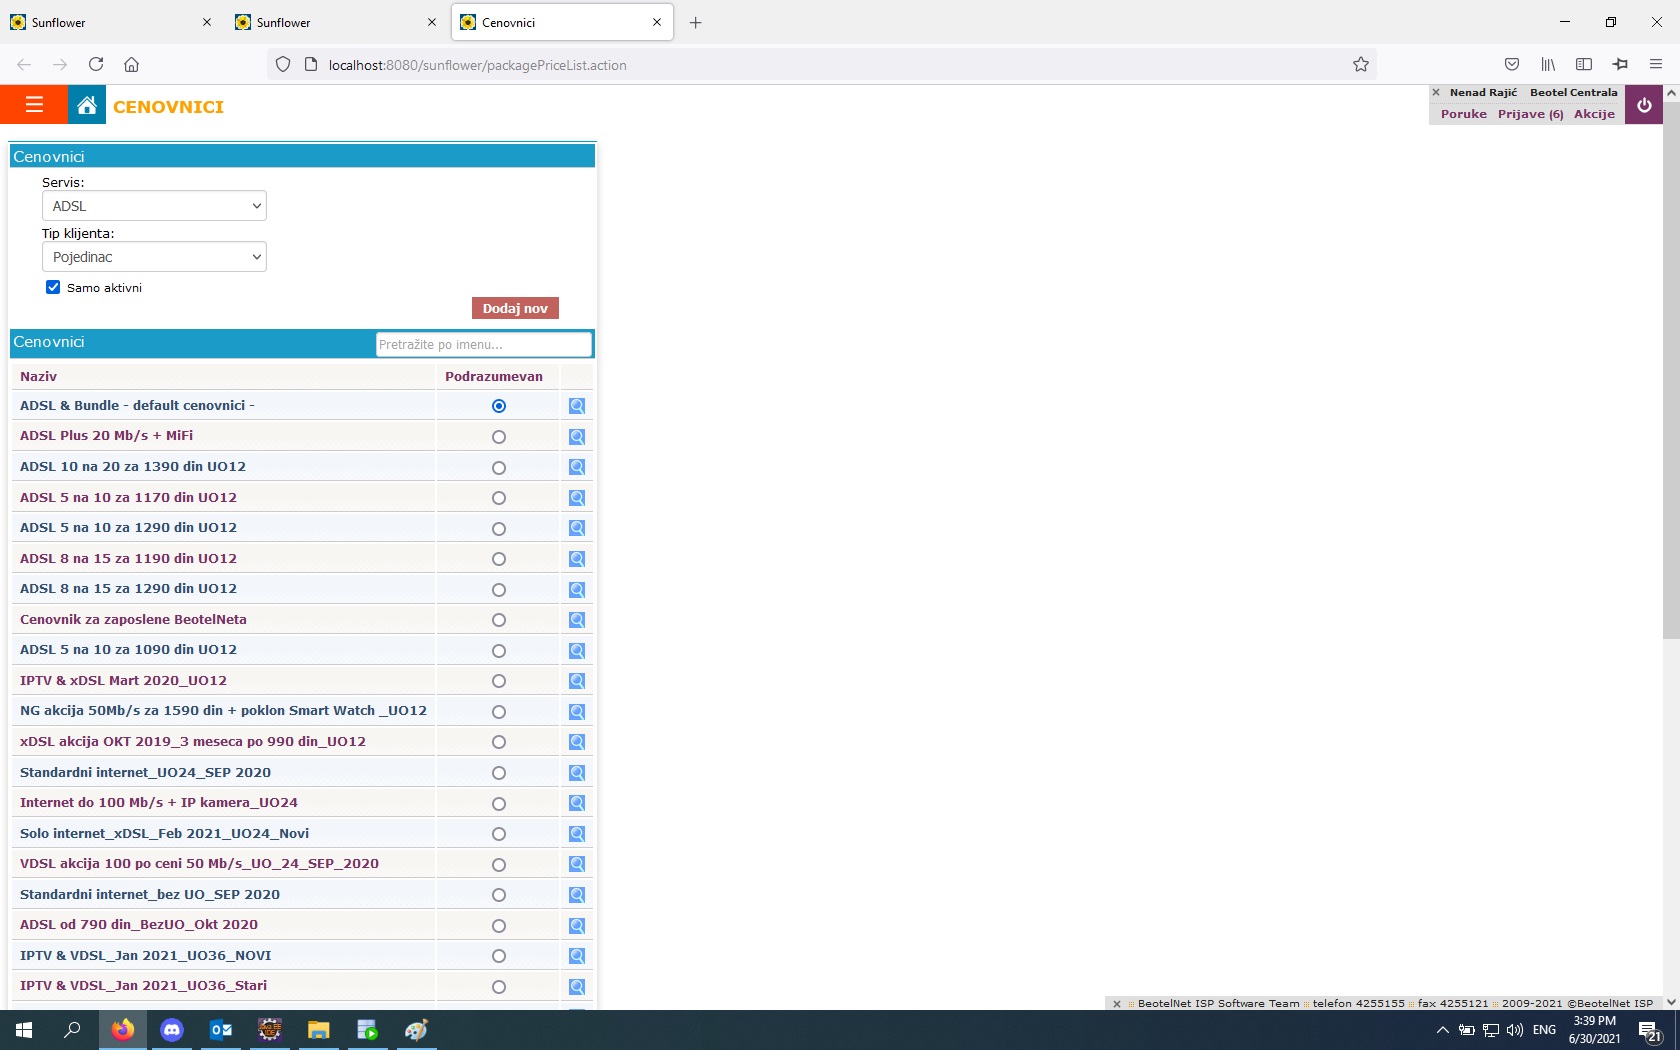 Sunflower
Sunflower
Cenovnici
localhost:8080/sunflower/packagePriceList.action
CENOVNICI
Nenad Rajić Beotel Centrala
Poruke Prijave (6) Akcije
Cenovnici
Servis:
ADSL
Tip klijenta:
Pojedinac
Samo aktivni
Dodaj nov
Cenovnici
Pretražite po imenu...
Naziv Podrazumevan
ADSL & Bundle - default cenovnici -
ADSL Plus 20 Mb/s + MiFi
ADSL 10 na 20 za 1390 din UO12
ADSL 5 na 10 za 1170 din UO12
ADSL 5 na 10 za 1290 din UO12
ADSL 8 na 15 za 1190 din UO12
ADSL 8 na 15 za 1290 din UO12
Cenovnik za zaposlene BeotelNeta
ADSL 5 na 10 za 1090 din UO12
IPTV & xDSL Mart 2020_UO12
NG akcija 50Mb/s za 1590 din + poklon Smart Watch _UO12
xDSL akcija OKT 2019_3 meseca po 990 din_UO12
Standardni internet_UO24_SEP 2020
Internet do 100 Mb/s + IP kamera_UO24
Solo internet_xDSL_Feb 2021_UO24_Novi
VDSL akcija 100 po ceni 50 Mb/s_UO_24_SEP_2020
Standardni internet_bez UO_SEP 2020
ADSL od 790 din_BezUO_Okt 2020
IPTV & VDSL_Jan 2021_UO36_NOVI
IPTV & VDSL_Jan 2021_UO36_Stari
:: BeotelNet ISP Software Team :: telefon 4255155 :: fax 4255121 :: 2009-2021 ©BeotelNet ISP
ENG
3:39 PM
6/30/2021
21